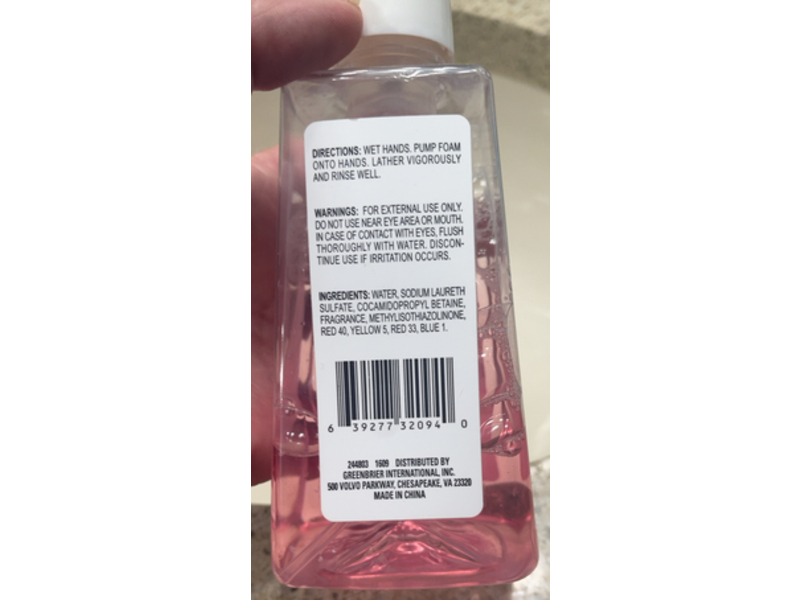 DIRECTIONS: WET HANDS. PUMP FOAM
ONTO HANDS. LATHER VIGOROUSLY
AND RINSE WELL.
WARNINGS: FOR EXTERNAL USE ONLY.
DO NOT USE NEAR EYE AREA OR MOUTH.
IN CASE OF CONTACT WITH EYES, FLUSH
THOROUGHLY WITH WATER. DISCON-
TINUE USE IF IRRITATION OCCURS.
INGREDIENTS: WATER, SODIUM LAURETH
SULFATE, COCAMIDOPROPYL BETAINE,
FRAGRANCE, METHYLISOTHIAZOLINONE,
RED 40, YELLOW 5, RED 33, BLUE 1.
6 39277 32094 0
244803 1609 DISTRIBUTED BY
GREENBRIER INTERNATIONAL, INC.
500 VOLVO PARKWAY, CHESAPEAKE, VA 23320
MADE IN CHINA